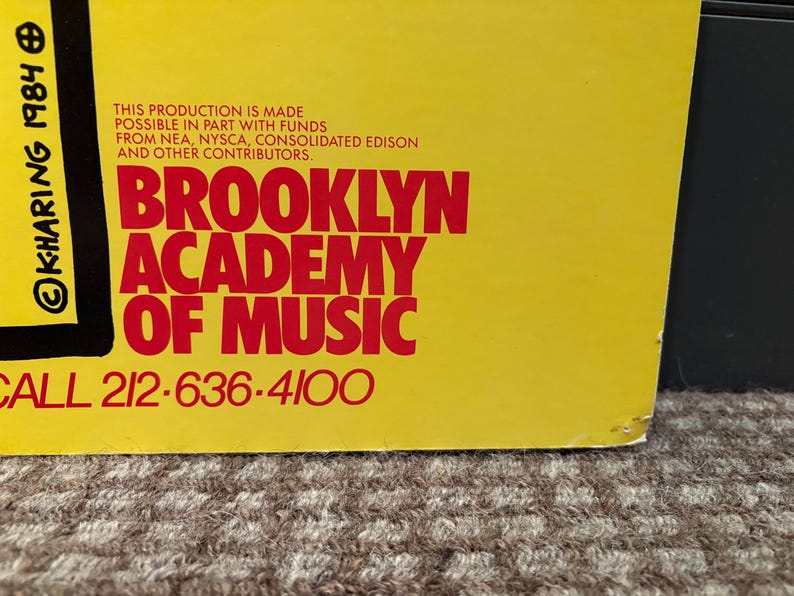 © K·HARING 1984 ⊕
THIS PRODUCTION IS MADE
POSSIBLE IN PART WITH FUNDS
FROM NEA, NYSCA, CONSOLIDATED EDISON
AND OTHER CONTRIBUTORS.
BROOKLYN
ACADEMY
OF MUSIC
CALL 212·636·4100